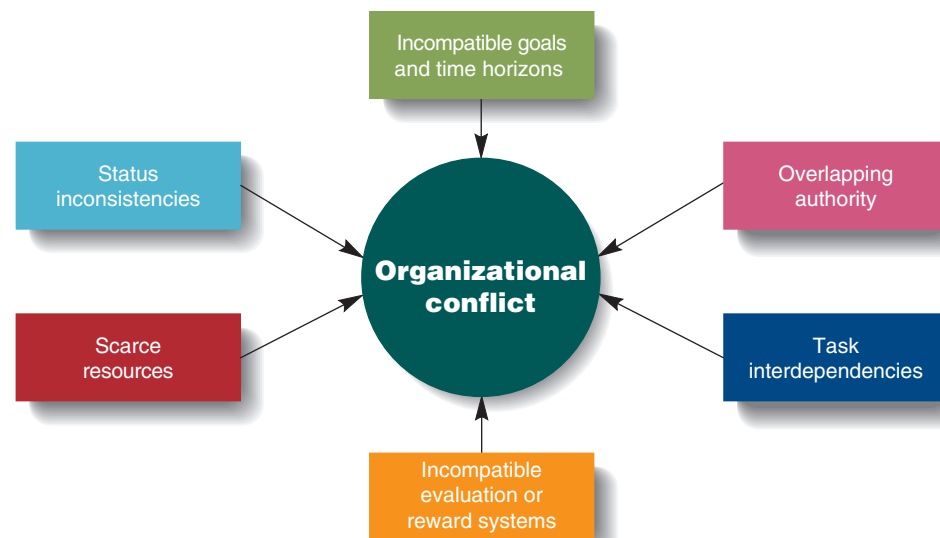 Incompatible goals
and time horizons
Status
inconsistencies
Overlapping
authority
Organizational
conflict
Scarce
resources
Task
interdependencies
Incompatible
evaluation or
reward systems